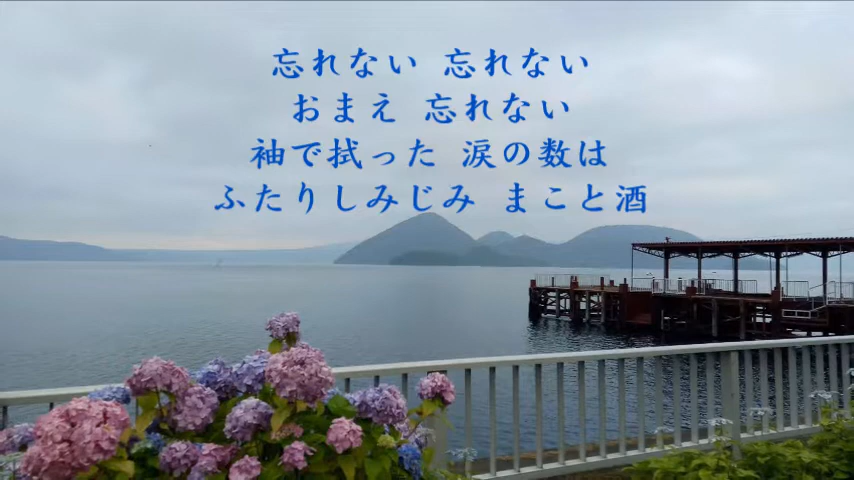 忘れない 忘れない
おまえ 忘れない
袖で拭った 涙の数は
ふたりしみじみ まこと酒